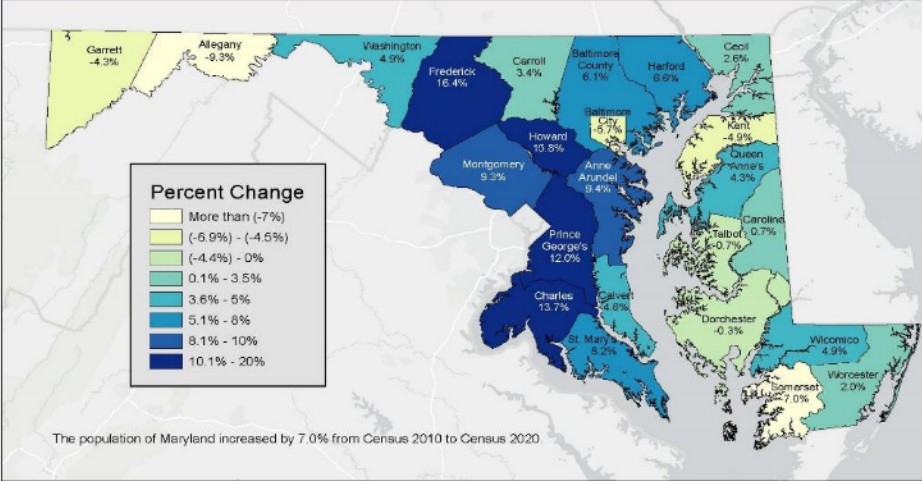 Garrett
-4.3%
Allegany
-9.3%
Washington
4.9%
Frederick
16.4%
Carroll
3.4%
Baltimore
County
6.1%
Harford
6.6%
Cecil
2.6%
Baltimore
City
-5.7%
Howard
15.8%
Kent
-4.9%
Montgomery
9.3%
Anne
Arundel
9.4%
Queen
Anne's
4.3%
Caroline
0.7%
Talbot
-0.7%
Prince
George's
12.0%
Charles
13.7%
Calvert
4.6%
Dorchester
-0.3%
St. Mary's
8.2%
Wicomico
4.9%
Worcester
2.0%
Somerset
-7.0%
Percent Change
More than (-7%)
(-6.9%) - (-4.5%)
(-4.4%) - 0%
0.1% - 3.5%
3.6% - 5%
5.1% - 8%
8.1% - 10%
10.1% - 20%
The population of Maryland increased by 7.0% from Census 2010 to Census 2020.